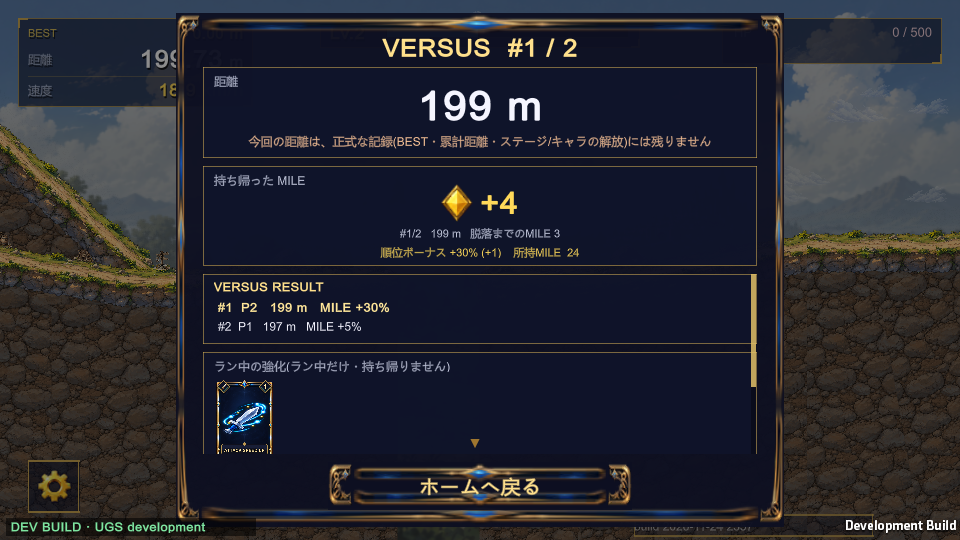 BEST
距離
199.73 m
速度
0 / 500
VERSUS #1 / 2
距離
199 m
今回の距離は、正式な記録(BEST・累計距離・ステージ/キャラの解放)には残りません
持ち帰った MILE
+4
#1/2 199 m 脱落までのMILE 3
順位ボーナス +30% (+1) 所持MILE 24
VERSUS RESULT
#1 P2 199 m MILE +30%
#2 P1 197 m MILE +5%
ラン中の強化(ラン中だけ・持ち帰りません)
ホームへ戻る
DEV BUILD · UGS development
Development Build